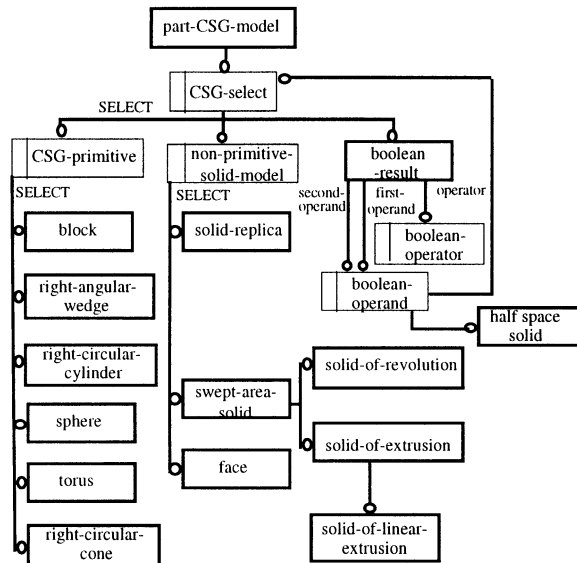 part-CSG-model
CSG-select
SELECT
CSG-primitive
non-primitive-
solid-model
boolean
-result
SELECT
SELECT
second-
operand
first-
operand
operator
block
solid-replica
boolean-
operator
right-angular-
wedge
boolean-
operand
half space
solid
right-circular-
cylinder
solid-of-revolution
swept-area-
solid
sphere
solid-of-extrusion
torus
face
right-circular-
cone
solid-of-linear-
extrusion